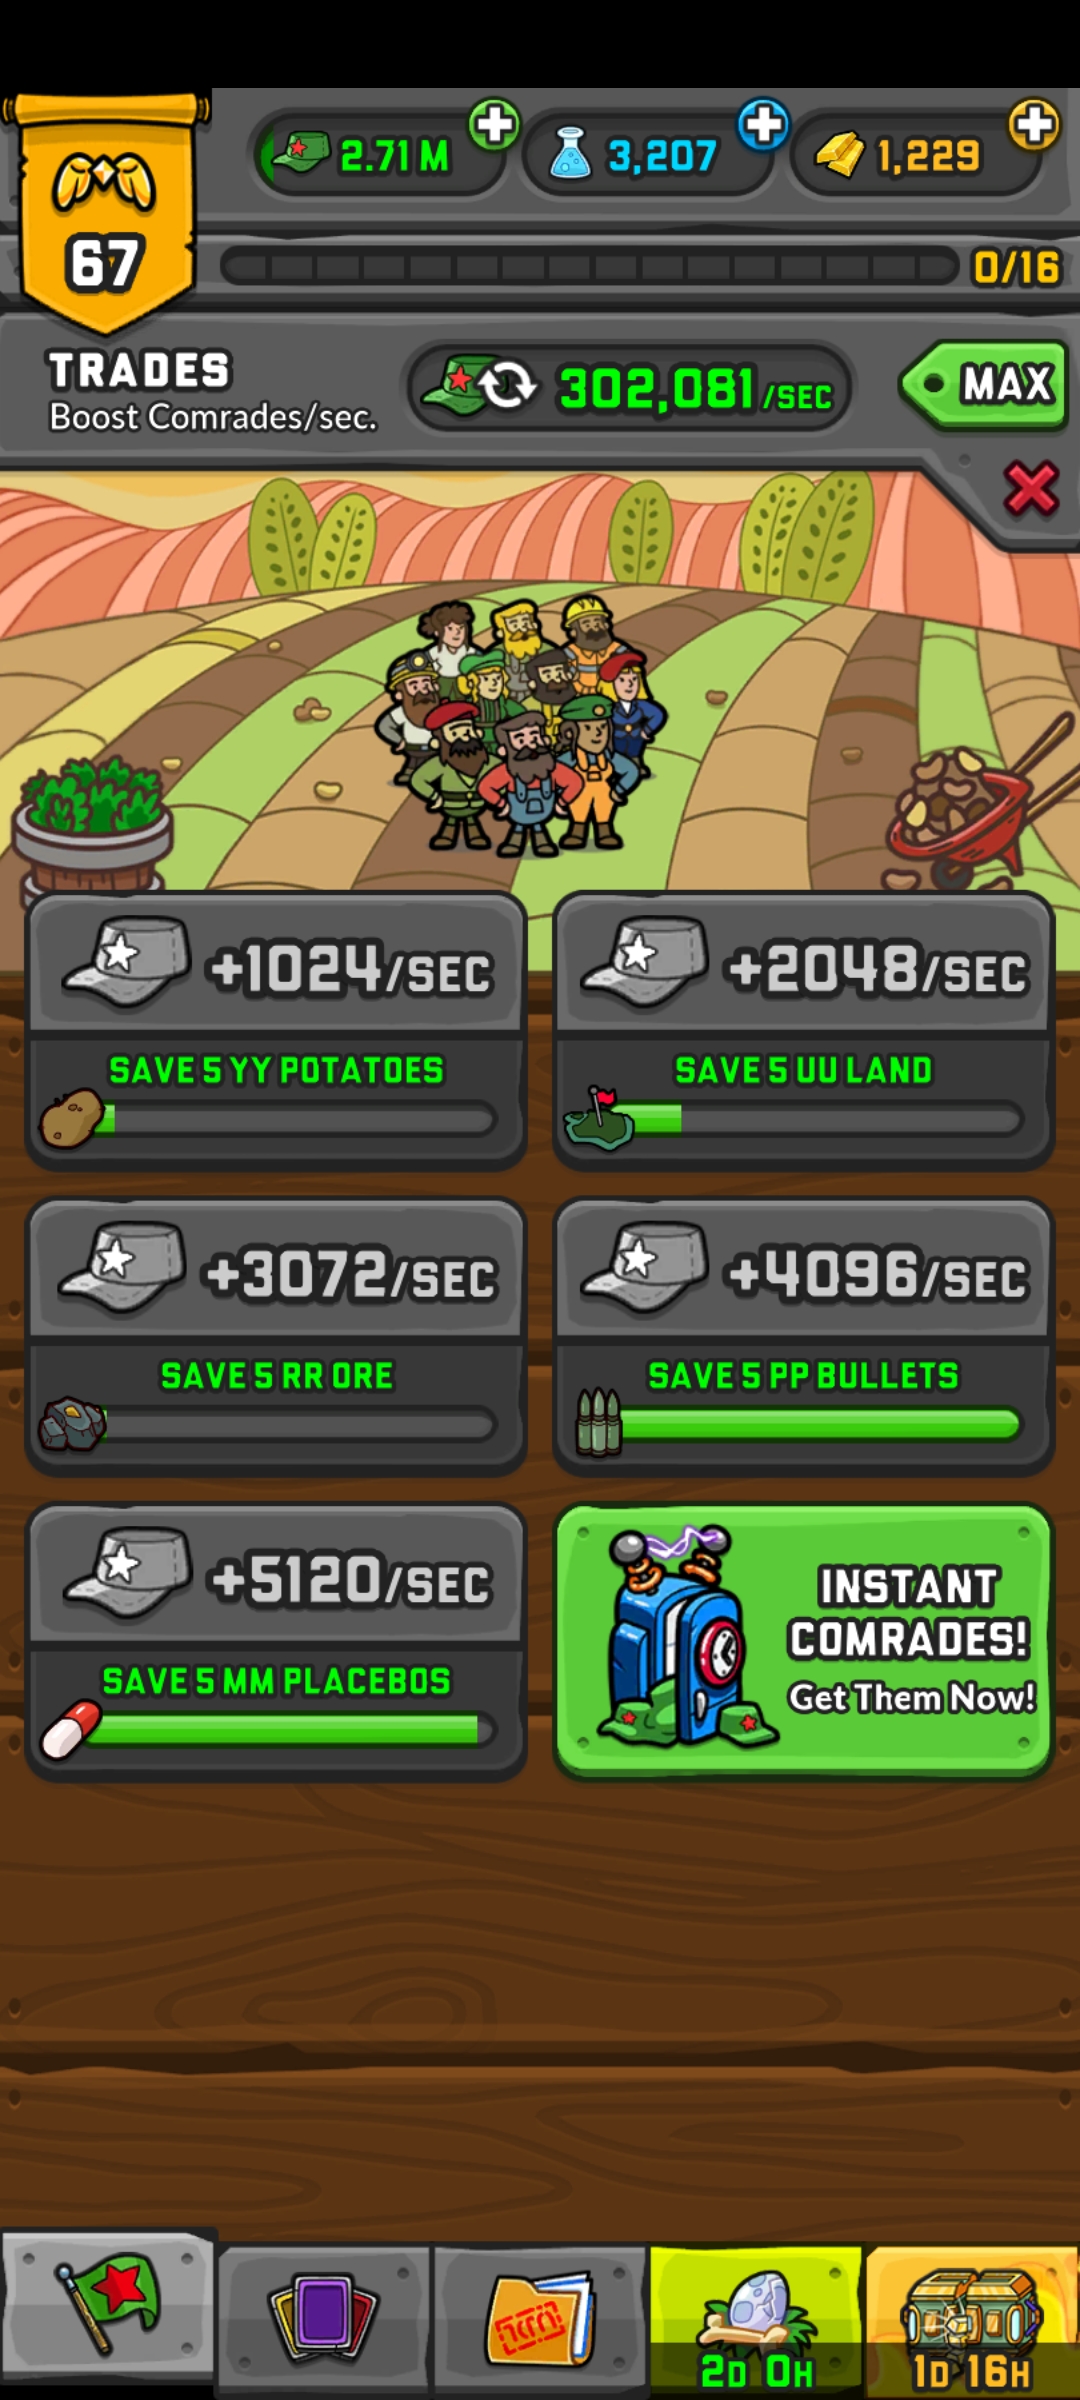 2.71 M
3,207
1,229
67
0/16
TRADES
Boost Comrades/sec.
302,081/SEC
MAX
+1024/SEC
+2048/SEC
SAVE 5 YY POTATOES
SAVE 5 UU LAND
+3072/SEC
+4096/SEC
SAVE 5 RR ORE
SAVE 5 PP BULLETS
+5120/SEC
INSTANT
COMRADES!
Get Them Now!
SAVE 5 MM PLACEBOS
2D 0H
1D 16H